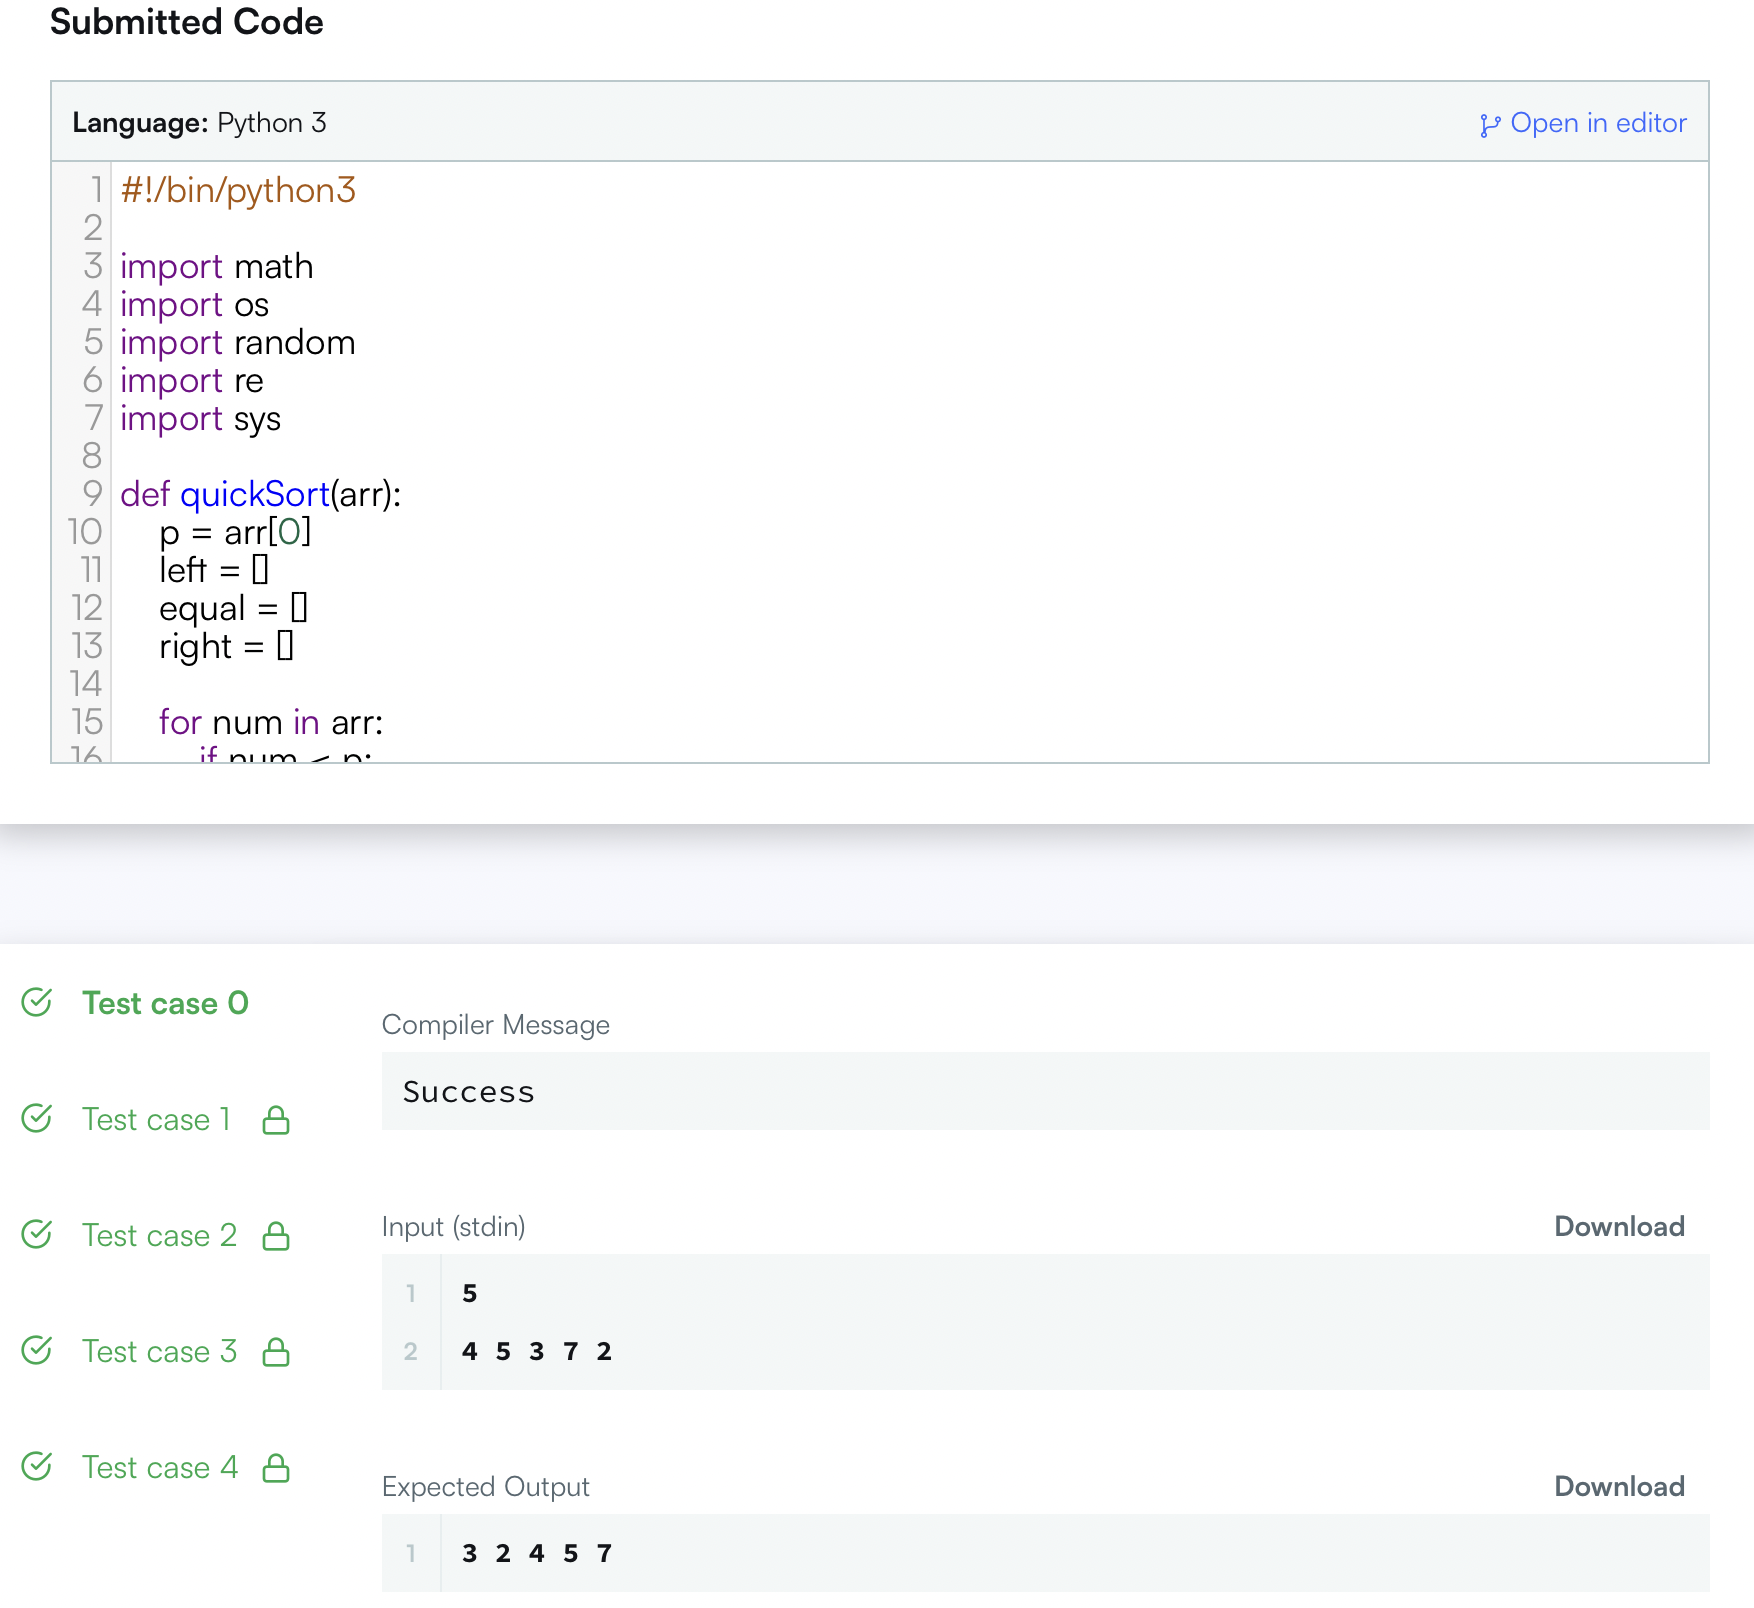 Submitted Code
Language: Python 3
Open in editor
1 #!/bin/python3
2
3 import math
4 import os
5 import random
6 import re
7 import sys
8
9 def quickSort(arr):
10     p = arr[0]
11     left = []
12     equal = []
13     right = []
14
15     for num in arr:
16         if num < p:
Test case 0
Compiler Message
Success
Test case 1
Test case 2
Input (stdin)
Download
1 5
2 4 5 3 7 2
Test case 3
Test case 4
Expected Output
Download
1 3 2 4 5 7